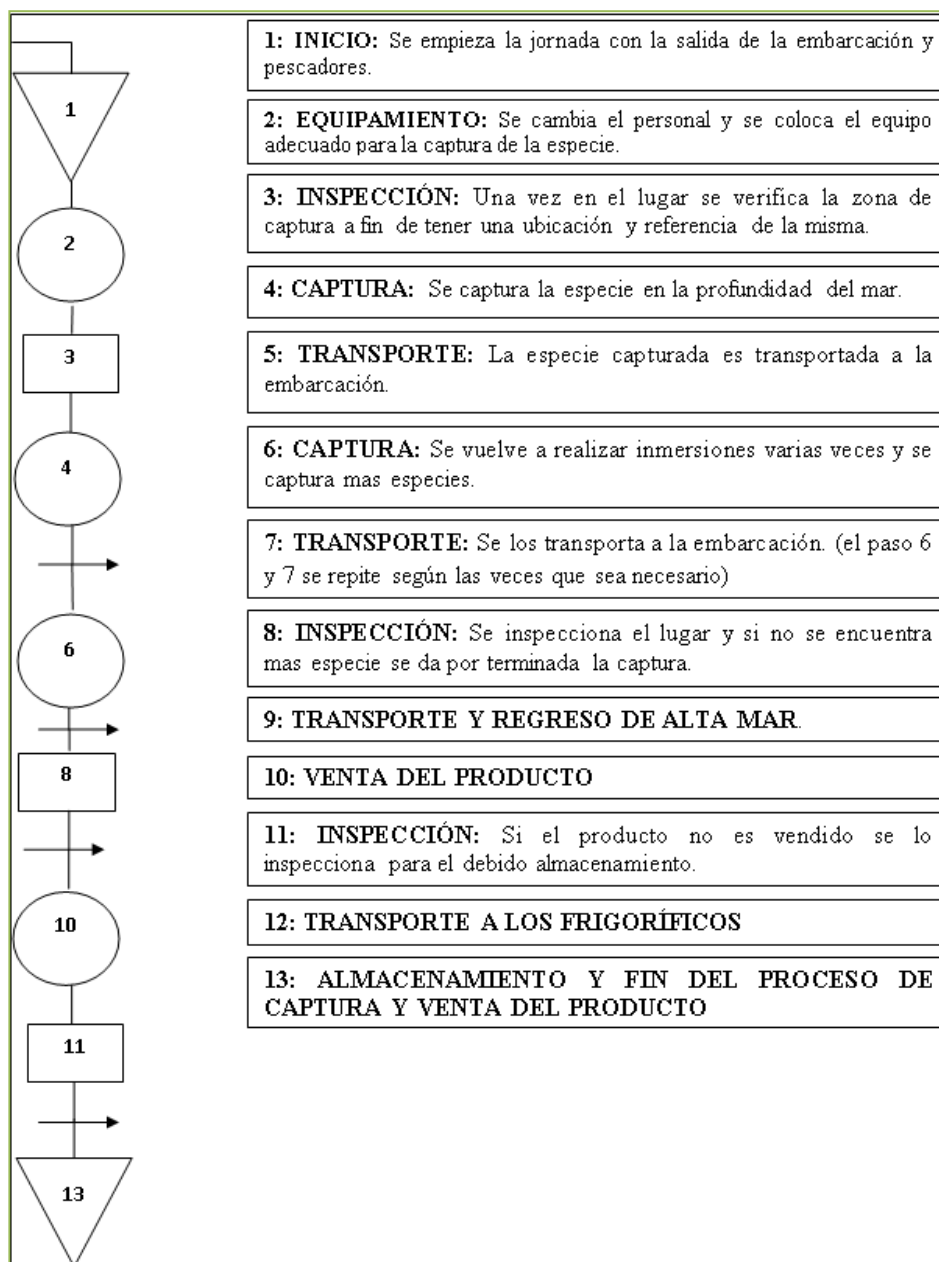 1
2
3
4
6
8
10
11
13
1: INICIO: Se empieza la jornada con la salida de la embarcación y
pescadores.
2: EQUIPAMIENTO: Se cambia el personal y se coloca el equipo
adecuado para la captura de la especie.
3: INSPECCIÓN: Una vez en el lugar se verifica la zona de
captura a fin de tener una ubicación y referencia de la misma.
4: CAPTURA: Se captura la especie en la profundidad del mar.
5: TRANSPORTE: La especie capturada es transportada a la
embarcación.
6: CAPTURA: Se vuelve a realizar inmersiones varias veces y se
captura mas especies.
7: TRANSPORTE: Se los transporta a la embarcación. (el paso 6
y 7 se repite según las veces que sea necesario)
8: INSPECCIÓN: Se inspecciona el lugar y si no se encuentra
mas especie se da por terminada la captura.
9: TRANSPORTE Y REGRESO DE ALTA MAR.
10: VENTA DEL PRODUCTO
11: INSPECCIÓN: Si el producto no es vendido se lo
inspecciona para el debido almacenamiento.
12: TRANSPORTE A LOS FRIGORÍFICOS
13: ALMACENAMIENTO Y FIN DEL PROCESO DE
CAPTURA Y VENTA DEL PRODUCTO